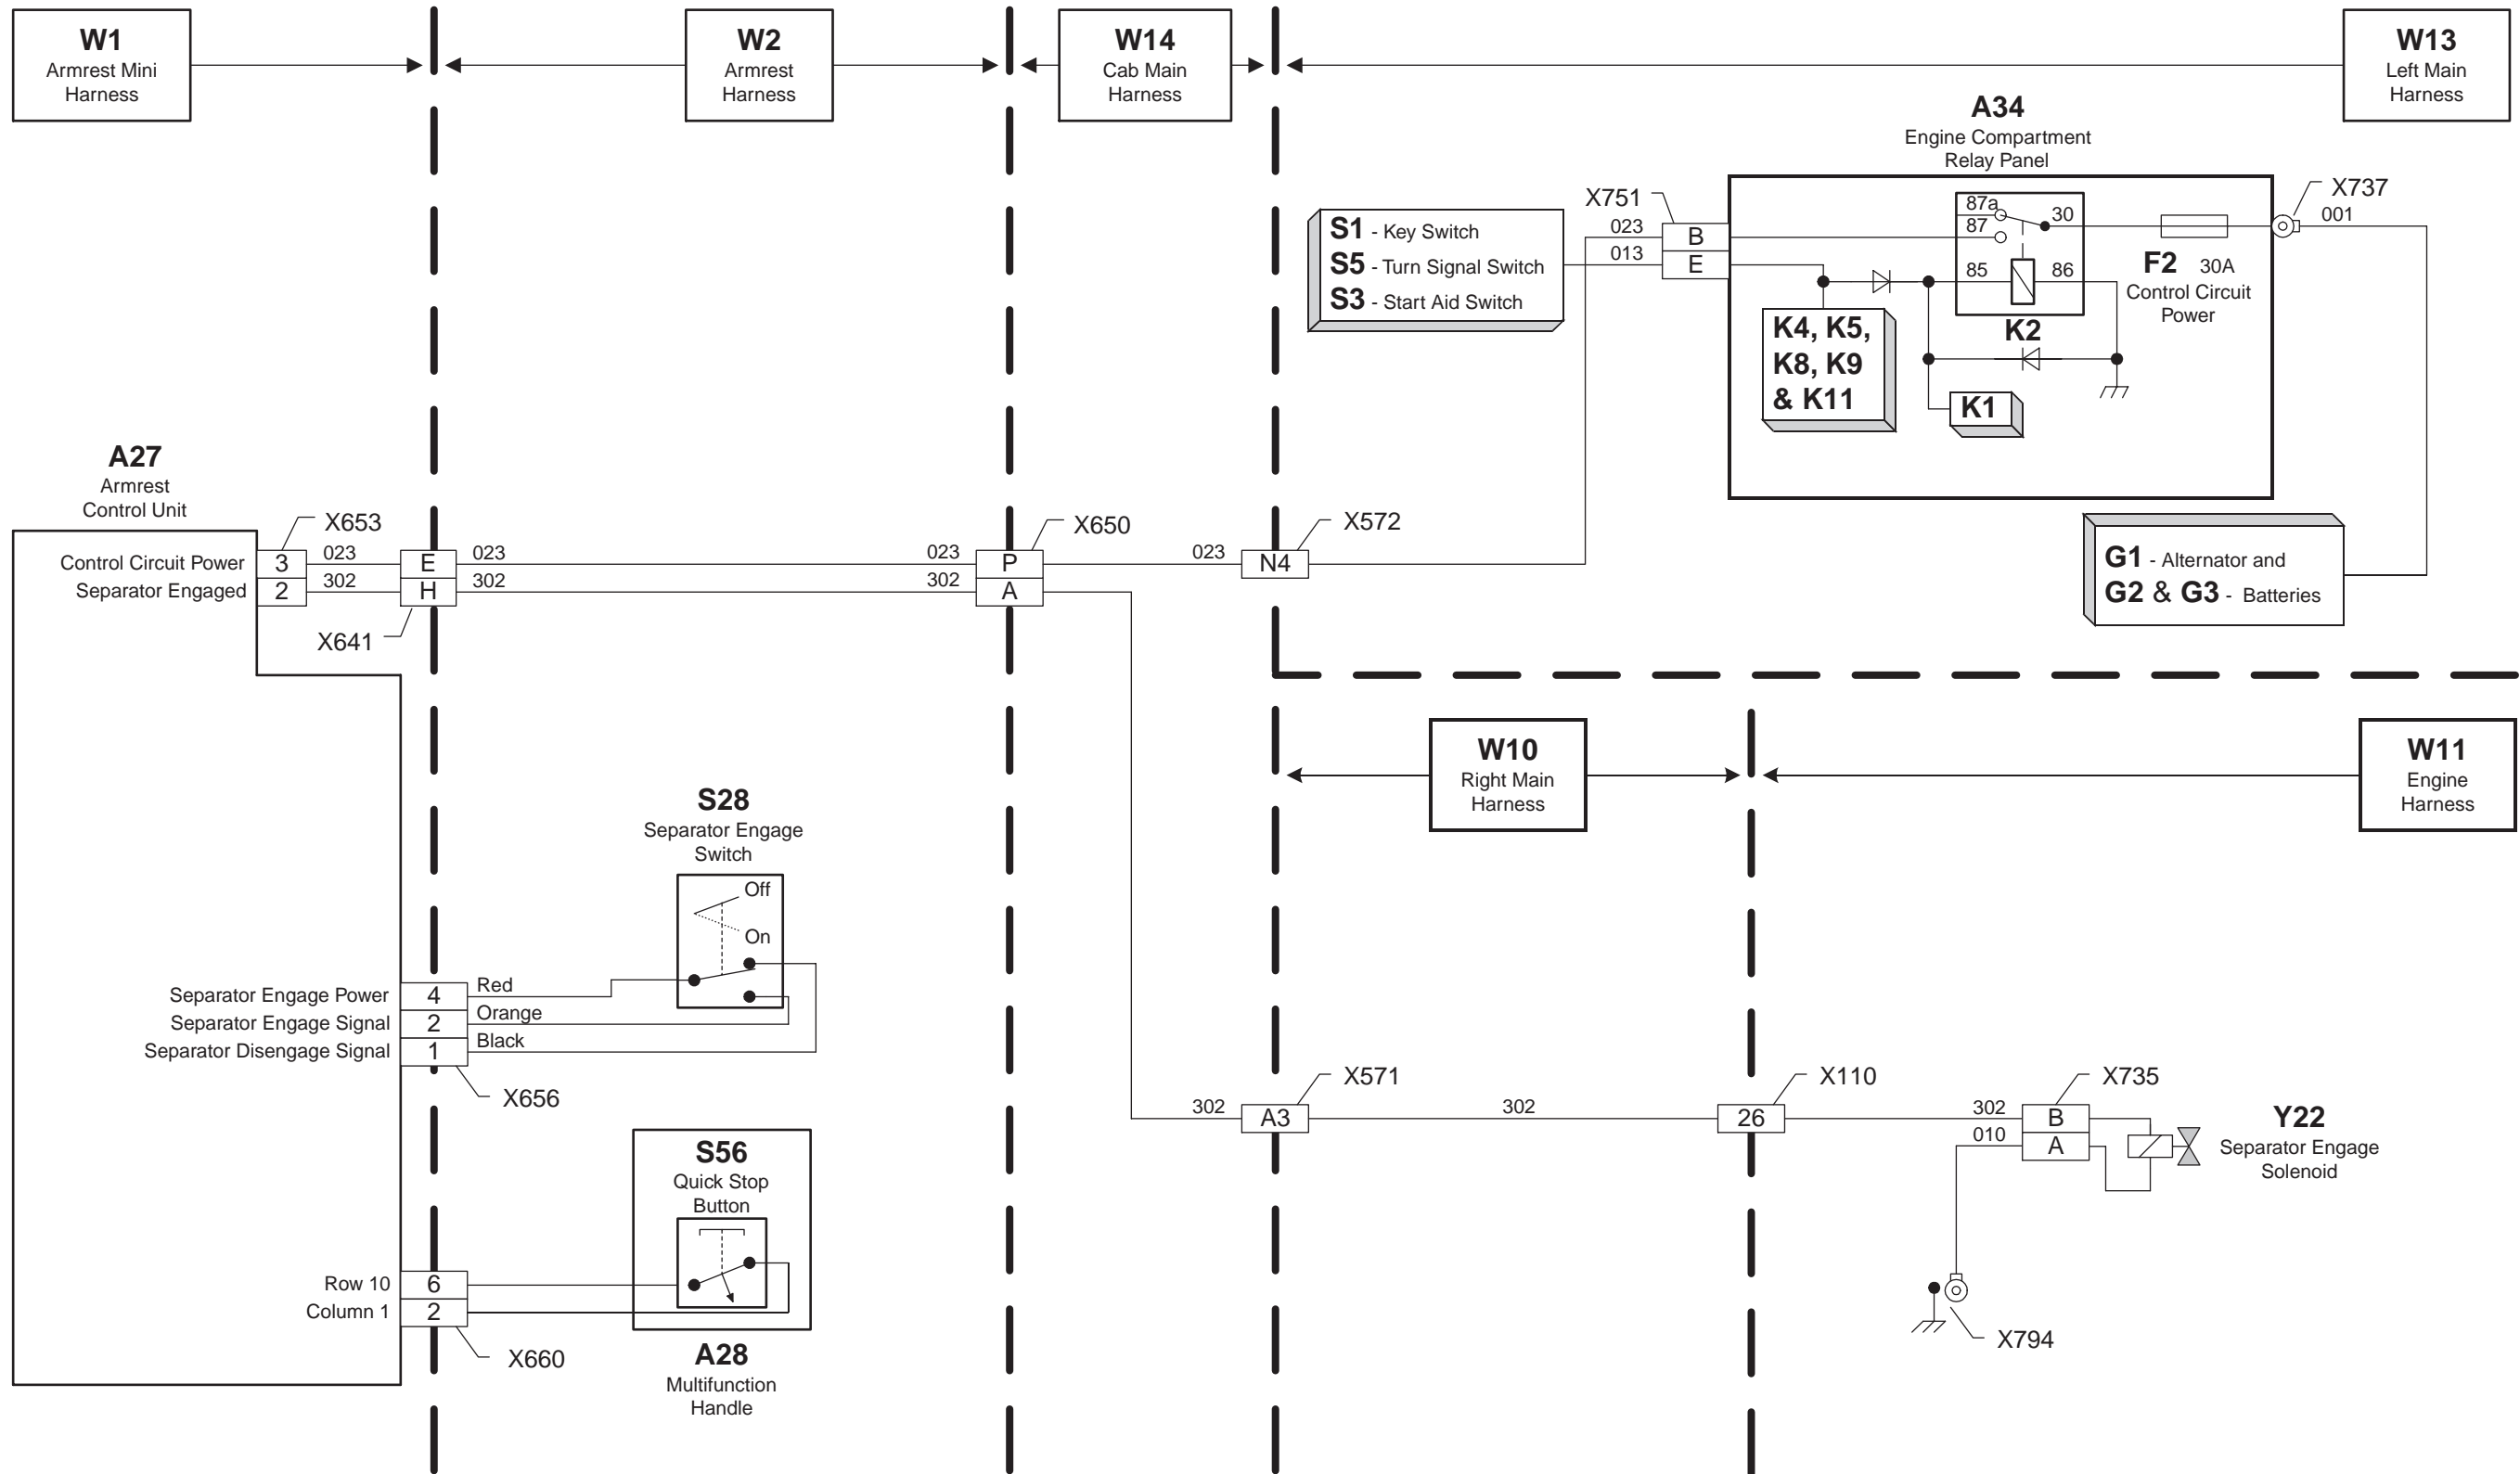 W1
Armrest Mini
Harness
W2
Armrest
Harness
W14
Cab Main
Harness
W13
Left Main
Harness
A34
Engine Compartment
Relay Panel
X751
X737
001
S1 - Key Switch
S5 - Turn Signal Switch
S3 - Start Aid Switch
023
B
013
E
87a
87
30
85
86
K2
F2 30A
Control Circuit
Power
K4, K5,
K8, K9
& K11
K1
G1 - Alternator and
G2 & G3 - Batteries
A27
Armrest
Control Unit
X653
X650
X572
Control Circuit Power 3 023 E 023 023 P 023 N4
Separator Engaged 2 302 H 302 302 A
X641
W10
Right Main
Harness
W11
Engine
Harness
S28
Separator Engage
Switch
Off
On
Separator Engage Power 4 Red
Separator Engage Signal 2 Orange
Separator Disengage Signal 1 Black
X656
X571
X110
X735
302 A3 302 26 302 B
010 A
Y22
Separator Engage
Solenoid
S56
Quick Stop
Button
Row 10 6
Column 1 2
X660
A28
Multifunction
Handle
X794